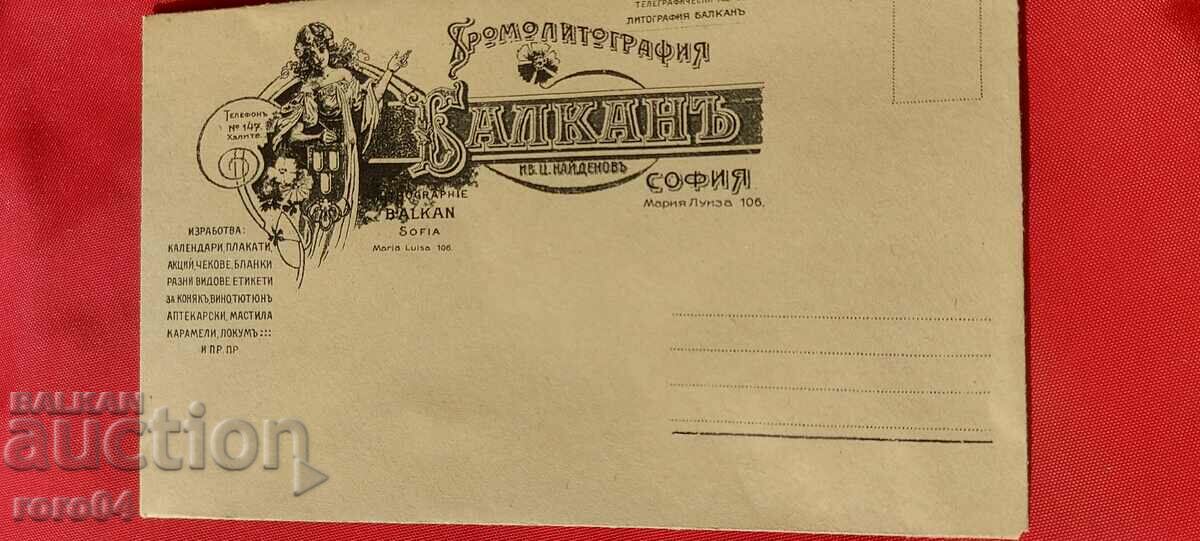 ТЕЛЕГРАФИЧЕСКИ
ЛИТОГРАФИЯ БАЛКАНЪ
ХРОМОЛИТОГРАФИЯ
БАЛКАНЪ
ИВ. Ц. НАЙДЕНОВЪ
СОФИЯ
Мария Луиза 106.
ТЕЛЕФОНЪ
№ 147.
ХАЛИТЕ
BALKAN
SOFIA
Maria Luisa 106.
ИЗРАБОТВА:
КАЛЕНДАРИ, ПЛАКАТИ,
АКЦИИ, ЧЕКОВЕ, БЛАНКИ
РАЗНИ ВИДОВЕ, ЕТИКЕТИ
ЗА КОНЯКЪ, ВИНО, ТЮТЮНЪ
АПТЕКАРСКИ, МАСТИЛА
КАРАМЕЛИ, ЛОКУМЪ :::
И ПР. ПР.
BALKAN
auction
roro64